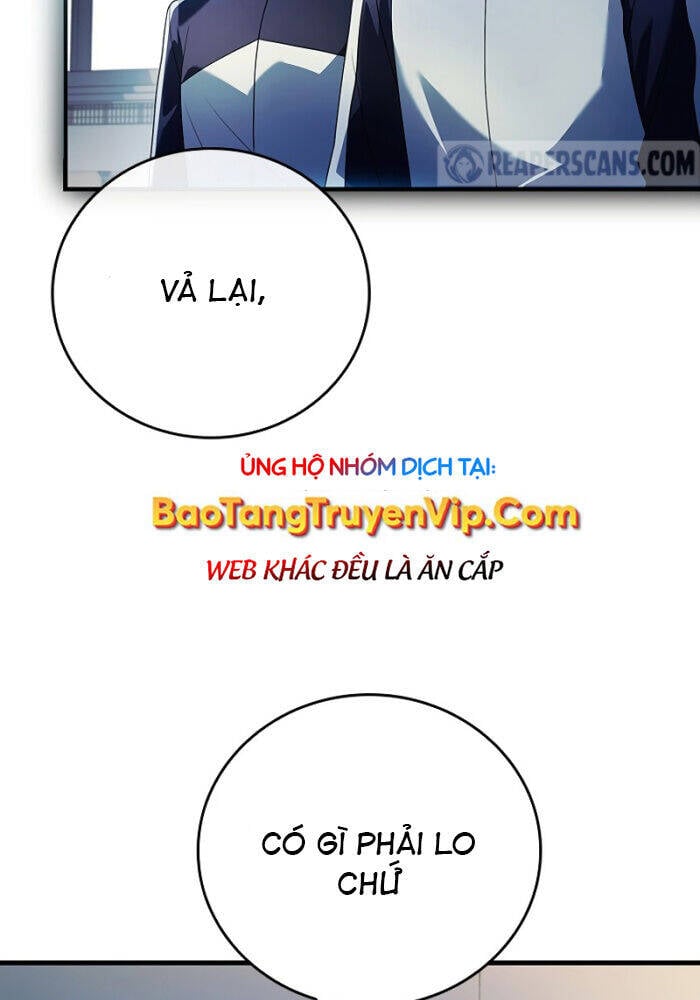 REAPERSCANS.COM
VẢ LẠI,
ỦNG HỘ NHÓM DỊCH TẠI:
BaoTangTruyenVip.Com
WEB KHÁC ĐỀU LÀ ĂN CẮP
CÓ GÌ PHẢI LO
CHỨ